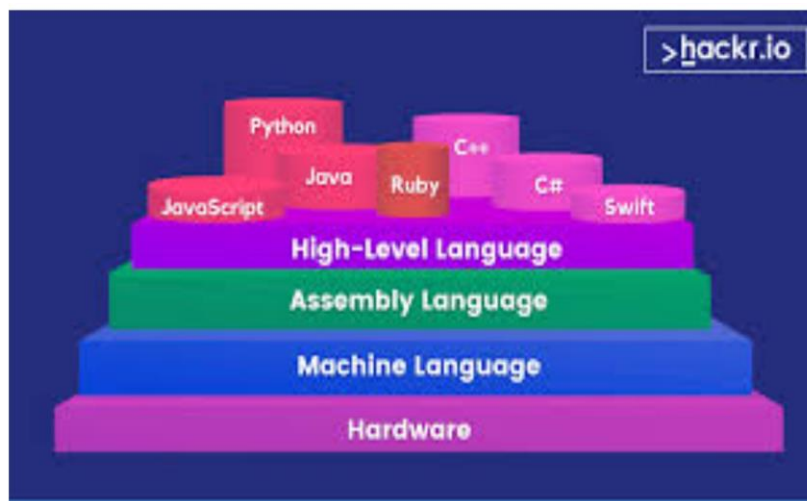 >hackr.io
Python
C++
Java
Ruby
C#
JavaScript
Swift
High-Level Language
Assembly Language
Machine Language
Hardware